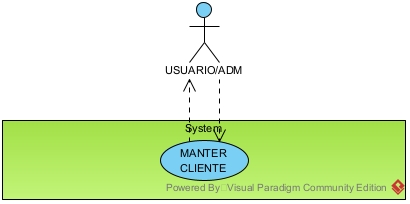 USUARIO/ADM
System
MANTER
CLIENTE
Powered By Visual Paradigm Community Edition